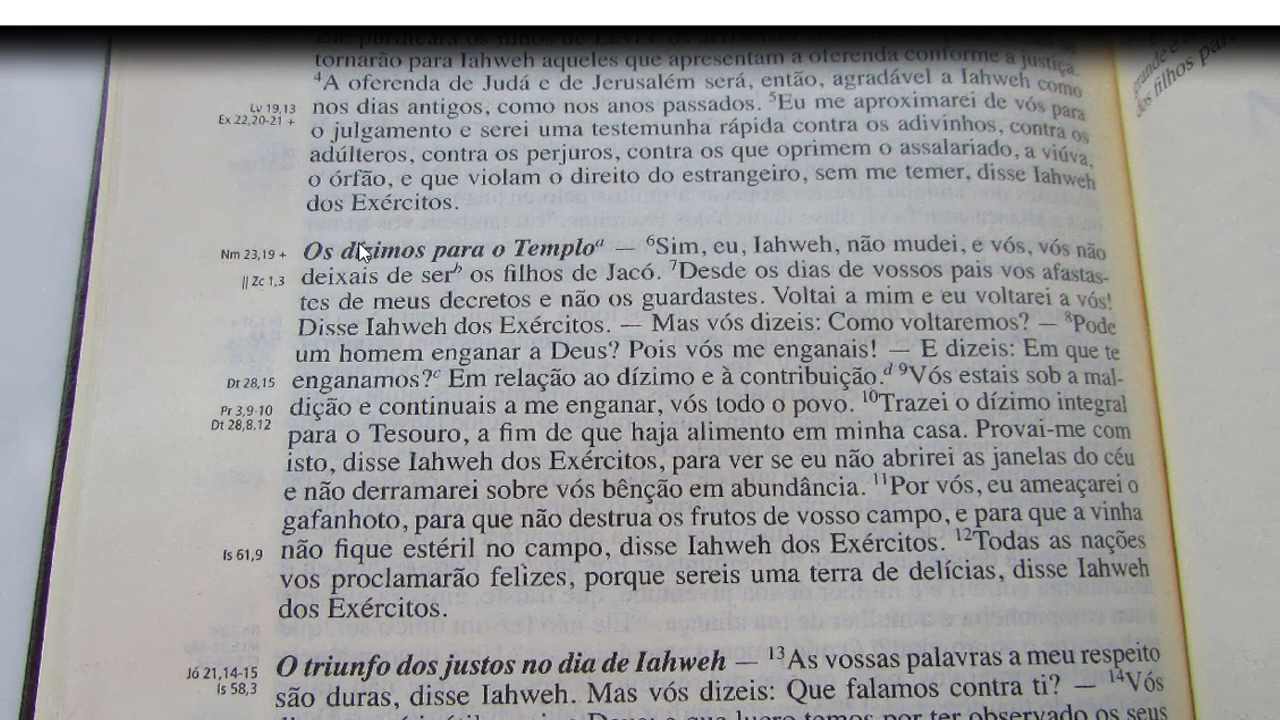 tornarão para Iahweh aqueles que apresentam a oferenda conforme a justiça.
⁴A oferenda de Judá e de Jerusalém será, então, agradável a Iahweh como
Lv 19,13 nos dias antigos, como nos anos passados. ⁵Eu me aproximarei de vós para
Ex 22,20-21 + o julgamento e serei uma testemunha rápida contra os adivinhos, contra os
adúlteros, contra os perjuros, contra os que oprimem o assalariado, a viúva,
o órfão, e que violam o direito do estrangeiro, sem me temer, disse Iahweh
dos Exércitos.
Nm 23,19 + Os dízimos para o Temploᵃ — ⁶Sim, eu, Iahweh, não mudei, e vós, vós não
|| Zc 1,3 deixais de serᵇ os filhos de Jacó. ⁷Desde os dias de vossos pais vos afastas-
tes de meus decretos e não os guardastes. Voltai a mim e eu voltarei a vós!
Disse Iahweh dos Exércitos. — Mas vós dizeis: Como voltaremos? — ⁸Pode
um homem enganar a Deus? Pois vós me enganais! — E dizeis: Em que te
Dt 28,15 enganamos?ᶜ Em relação ao dízimo e à contribuição.ᵈ ⁹Vós estais sob a mal-
Pr 3,9-10 dição e continuais a me enganar, vós todo o povo. ¹⁰Trazei o dízimo integral
Dt 28,8.12 para o Tesouro, a fim de que haja alimento em minha casa. Provai-me com
isto, disse Iahweh dos Exércitos, para ver se eu não abrirei as janelas do céu
e não derramarei sobre vós bênção em abundância. ¹¹Por vós, eu ameaçarei o
gafanhoto, para que não destrua os frutos de vosso campo, e para que a vinha
Is 61,9 não fique estéril no campo, disse Iahweh dos Exércitos. ¹²Todas as nações
vos proclamarão felizes, porque sereis uma terra de delícias, disse Iahweh
dos Exércitos.
Jó 21,14-15 O triunfo dos justos no dia de Iahweh — ¹³As vossas palavras a meu respeito
Is 58,3 são duras, disse Iahweh. Mas vós dizeis: Que falamos contra ti? — ¹⁴Vós
por ter observado os seus
dos filhos par